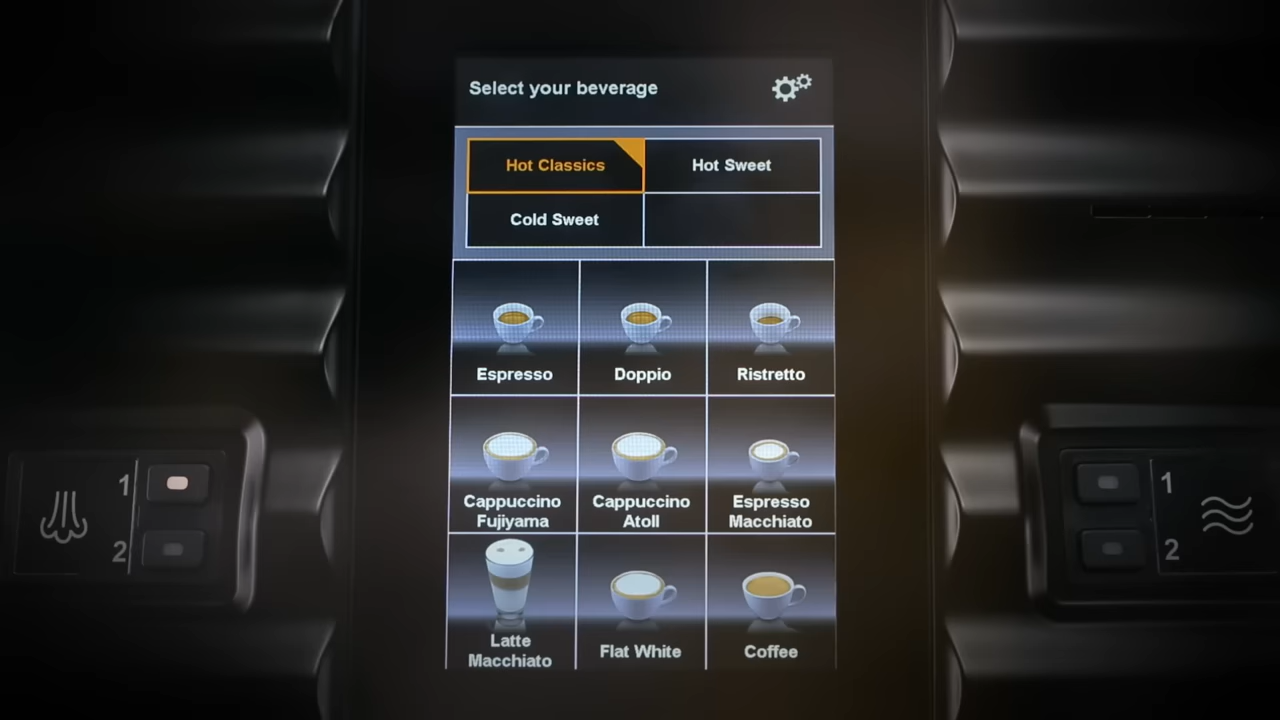 Select your beverage
Hot Classics
Hot Sweet
Cold Sweet
Espresso
Doppio
Ristretto
Cappuccino
Fujiyama
Cappuccino
Atoll
Espresso
Macchiato
Latte
Macchiato
Flat White
Coffee
1
2
1
2